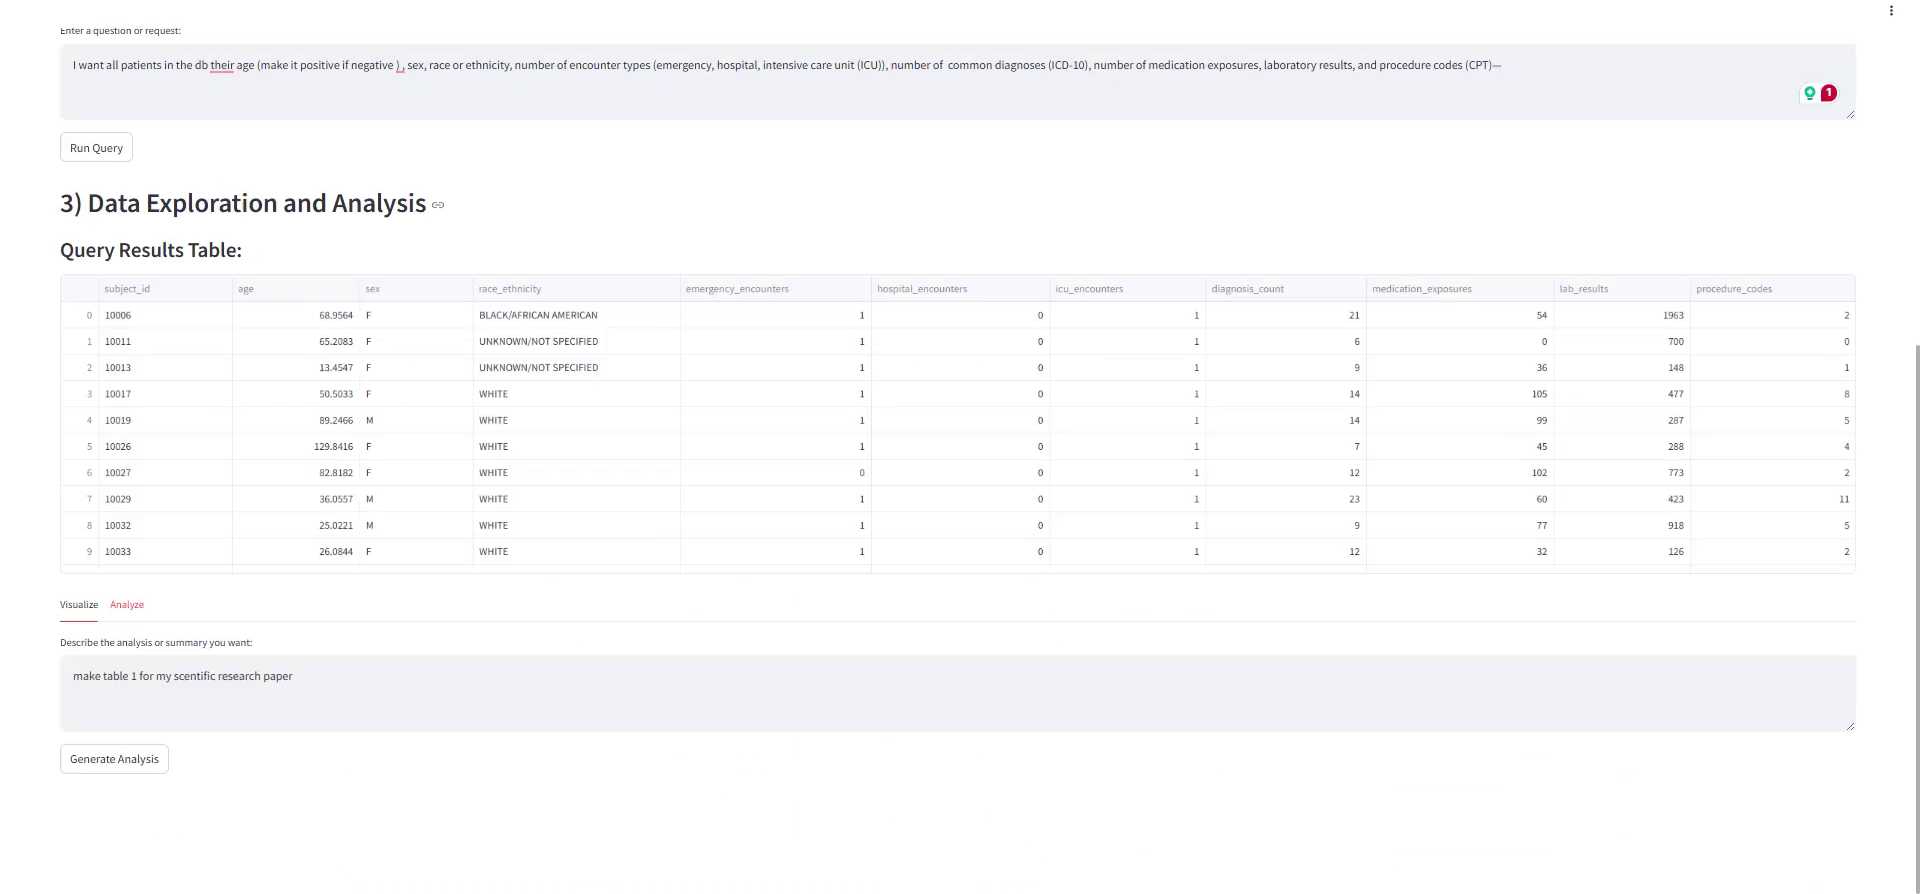 Enter a question or request:
I want all patients in the db their age (make it positive if negative ) , sex, race or ethnicity, number of encounter types (emergency, hospital, intensive care unit (ICU)), number of  common diagnoses (ICD-10), number of medication exposures, laboratory results, and procedure codes (CPT)—
1
Run Query
3) Data Exploration and Analysis
Query Results Table:
subject_id age sex race_ethnicity emergency_encounters hospital_encounters icu_encounters diagnosis_count medication_exposures lab_results procedure_codes
0 10006 68.9564 F BLACK/AFRICAN AMERICAN 1 0 1 21 54 1963 2
1 10011 65.2083 F UNKNOWN/NOT SPECIFIED 1 0 1 6 0 700 0
2 10013 13.4547 F UNKNOWN/NOT SPECIFIED 1 0 1 9 36 148 1
3 10017 50.5033 F WHITE 1 0 1 14 105 477 8
4 10019 89.2466 M WHITE 1 0 1 14 99 287 5
5 10026 129.8416 F WHITE 1 0 1 7 45 288 4
6 10027 82.8182 F WHITE 0 0 1 12 102 773 2
7 10029 36.0557 M WHITE 1 0 1 23 60 423 11
8 10032 25.0221 M WHITE 1 0 1 9 77 918 5
9 10033 26.0844 F WHITE 1 0 1 12 32 126 2
Visualize Analyze
Describe the analysis or summary you want:
make table 1 for my scentific research paper
Generate Analysis